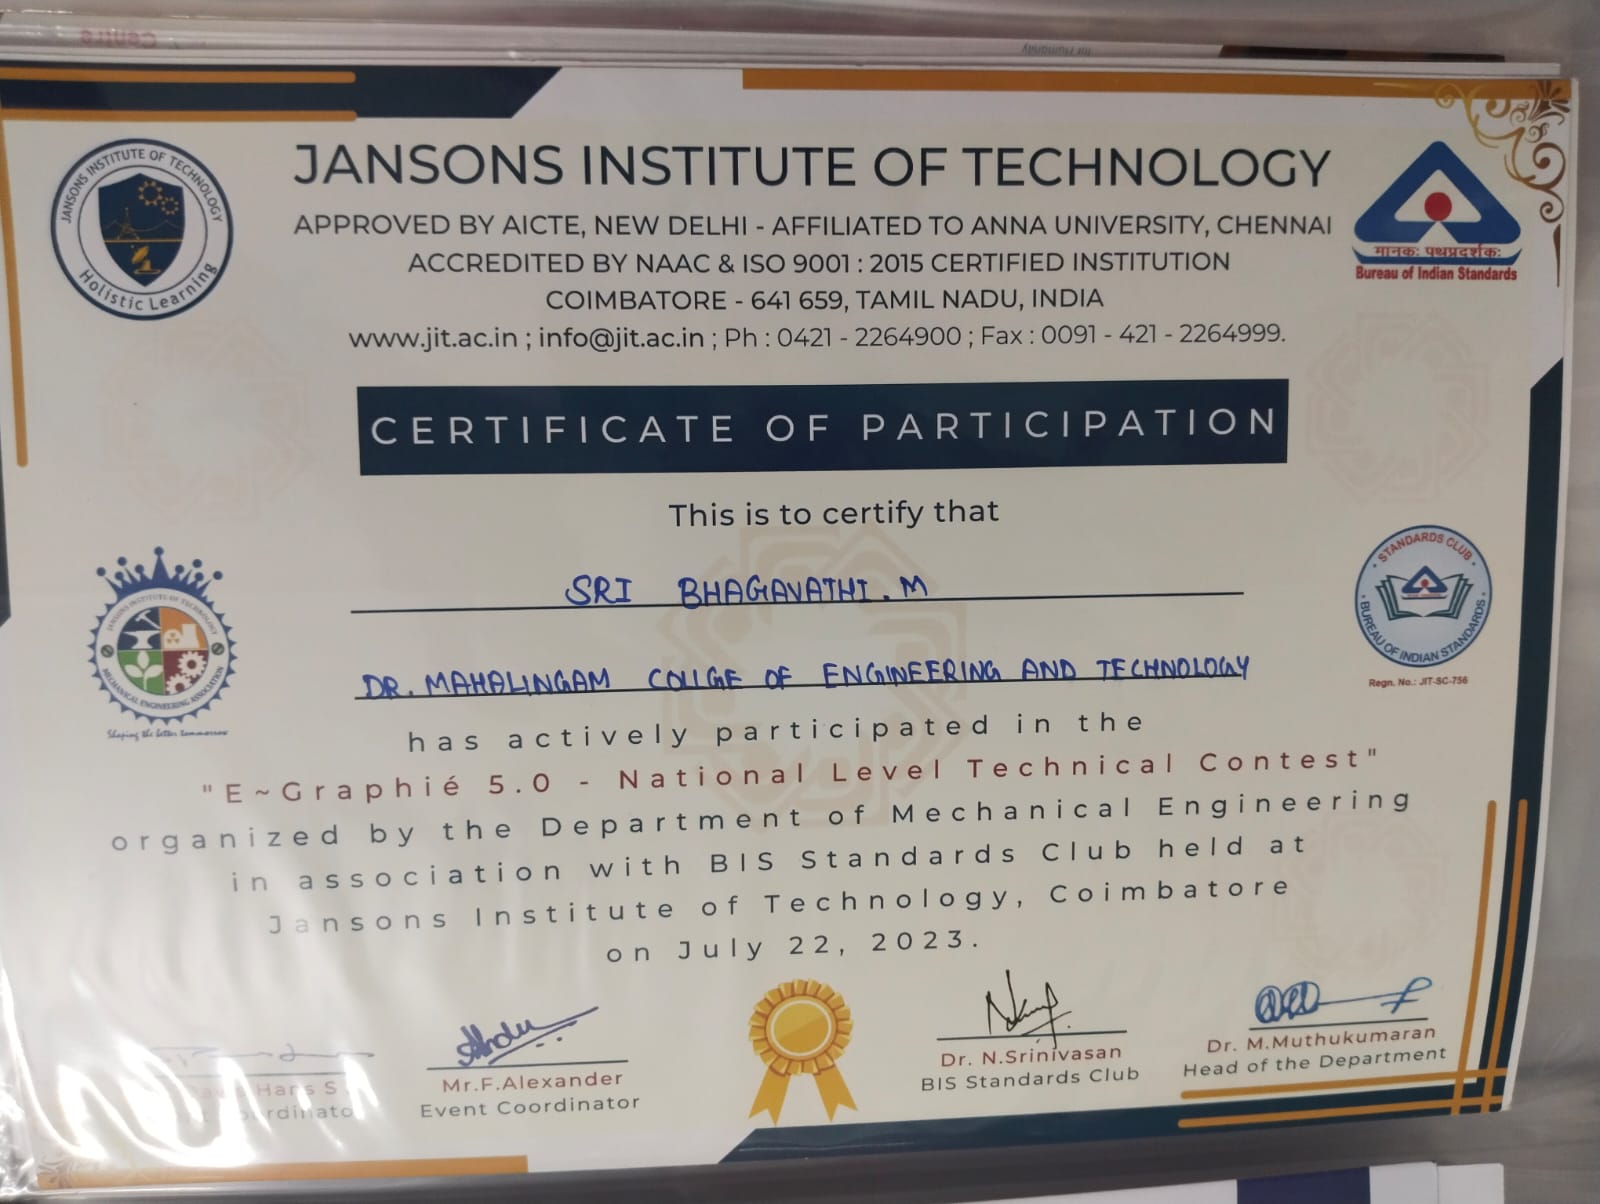 Centre
for Humanity
JANSONS INSTITUTE OF TECHNOLOGY
Holistic Learning
JANSONS INSTITUTE OF TECHNOLOGY
APPROVED BY AICTE, NEW DELHI - AFFILIATED TO ANNA UNIVERSITY, CHENNAI
ACCREDITED BY NAAC & ISO 9001 : 2015 CERTIFIED INSTITUTION
COIMBATORE - 641 659, TAMIL NADU, INDIA
www.jit.ac.in ; info@jit.ac.in ; Ph : 0421 - 2264900 ; Fax : 0091 - 421 - 2264999.
मानकः पथप्रदर्शकः
Bureau of Indian Standards
CERTIFICATE OF PARTICIPATION
This is to certify that
SRI BHAGAVATHI.M
DR. MAHALINGAM COLLGE OF ENGINEERING AND TECHNOLOGY
JANSONS INSTITUTE OF TECHNOLOGY
MECHANICAL ENGINEERING ASSOCIATION
Shaping the better tommorrow
STANDARDS CLUB
BUREAU OF INDIAN STANDARDS
Regn. No.: JIT-SC-756
has actively participated in the
"E~Graphié 5.0 - National Level Technical Contest"
organized by the Department of Mechanical Engineering
in association with BIS Standards Club held at
Jansons Institute of Technology, Coimbatore
on July 22, 2023.
Hans S
Mr.F.Alexander
Event Coordinator
Dr. N.Srinivasan
BIS Standards Club
Dr. M.Muthukumaran
Head of the Department